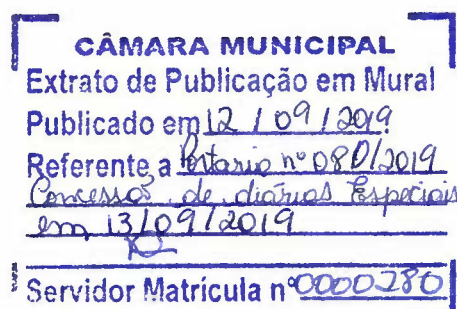 CÂMARA MUNICIPAL
Extrato de Publicação em Mural
Publicado em 12 / 09 / 2019
Referente a Portaria nº 080/2019
Concessão de diárias Especiais
em 13/09/2019
Servidor Matrícula nº 0000280